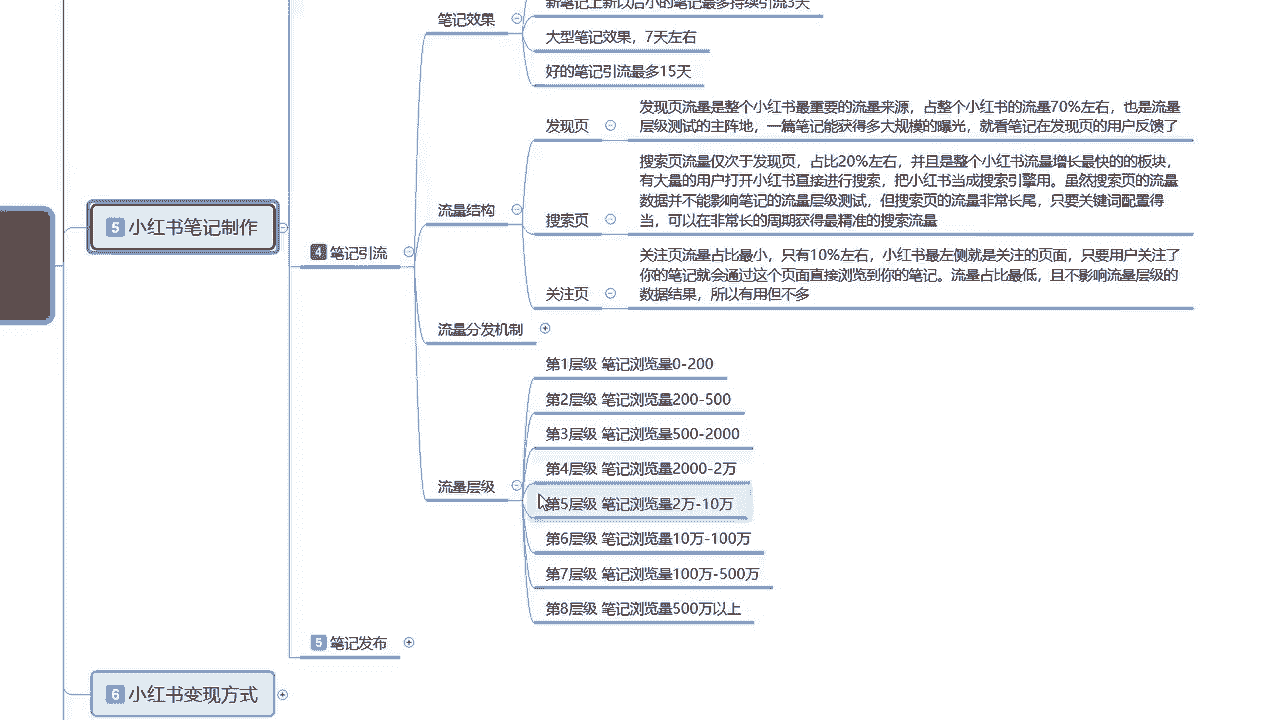 笔记效果
新笔记上新以后小的笔记最多持续引流3天
大型笔记效果，7天左右
好的笔记引流最多15天
发现页
发现页流量是整个小红书最重要的流量来源，占整个小红书的流量70%左右，也是流量
层级测试的主阵地，一篇笔记能获得多大规模的曝光，就看笔记在发现页的用户反馈了
流量结构
搜索页
搜索页流量仅次于发现页，占比20%左右，并且是整个小红书流量增长最快的的板块，
有大量的用户打开小红书直接进行搜索，把小红书当成搜索引擎用。虽然搜索页的流量
数据并不能影响笔记的流量层级测试，但搜索页的流量非常长尾，只要关键词配置得
当，可以在非常长的周期获得最精准的搜索流量
5 小红书笔记制作
4 笔记引流
关注页
关注页流量占比最小，只有10%左右，小红书最左侧就是关注的页面，只要用户关注了
你的笔记就会通过这个页面直接浏览到你的笔记。流量占比最低，且不影响流量层级的
数据结果，所以有用但不多
流量分发机制
流量层级
第1层级 笔记浏览量0-200
第2层级 笔记浏览量200-500
第3层级 笔记浏览量500-2000
第4层级 笔记浏览量2000-2万
第5层级 笔记浏览量2万-10万
第6层级 笔记浏览量10万-100万
第7层级 笔记浏览量100万-500万
第8层级 笔记浏览量500万以上
5 笔记发布
6 小红书变现方式